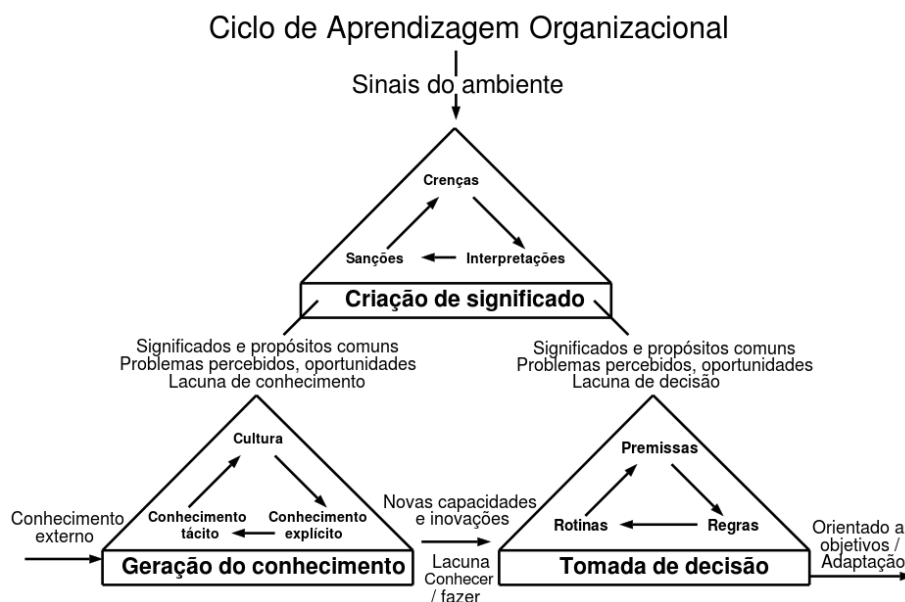 Ciclo de Aprendizagem Organizacional
Sinais do ambiente
Crenças
Sanções
Interpretações
Criação de significado
Significados e propósitos comuns
Problemas percebidos, oportunidades
Lacuna de conhecimento
Significados e propósitos comuns
Problemas percebidos, oportunidades
Lacuna de decisão
Conhecimento
externo
Cultura
Conhecimento
tácito
Conhecimento
explícito
Geração do conhecimento
Novas capacidades
e inovações
Lacuna
Conhecer
/ fazer
Premissas
Rotinas
Regras
Tomada de decisão
Orientado a
objetivos /
Adaptação